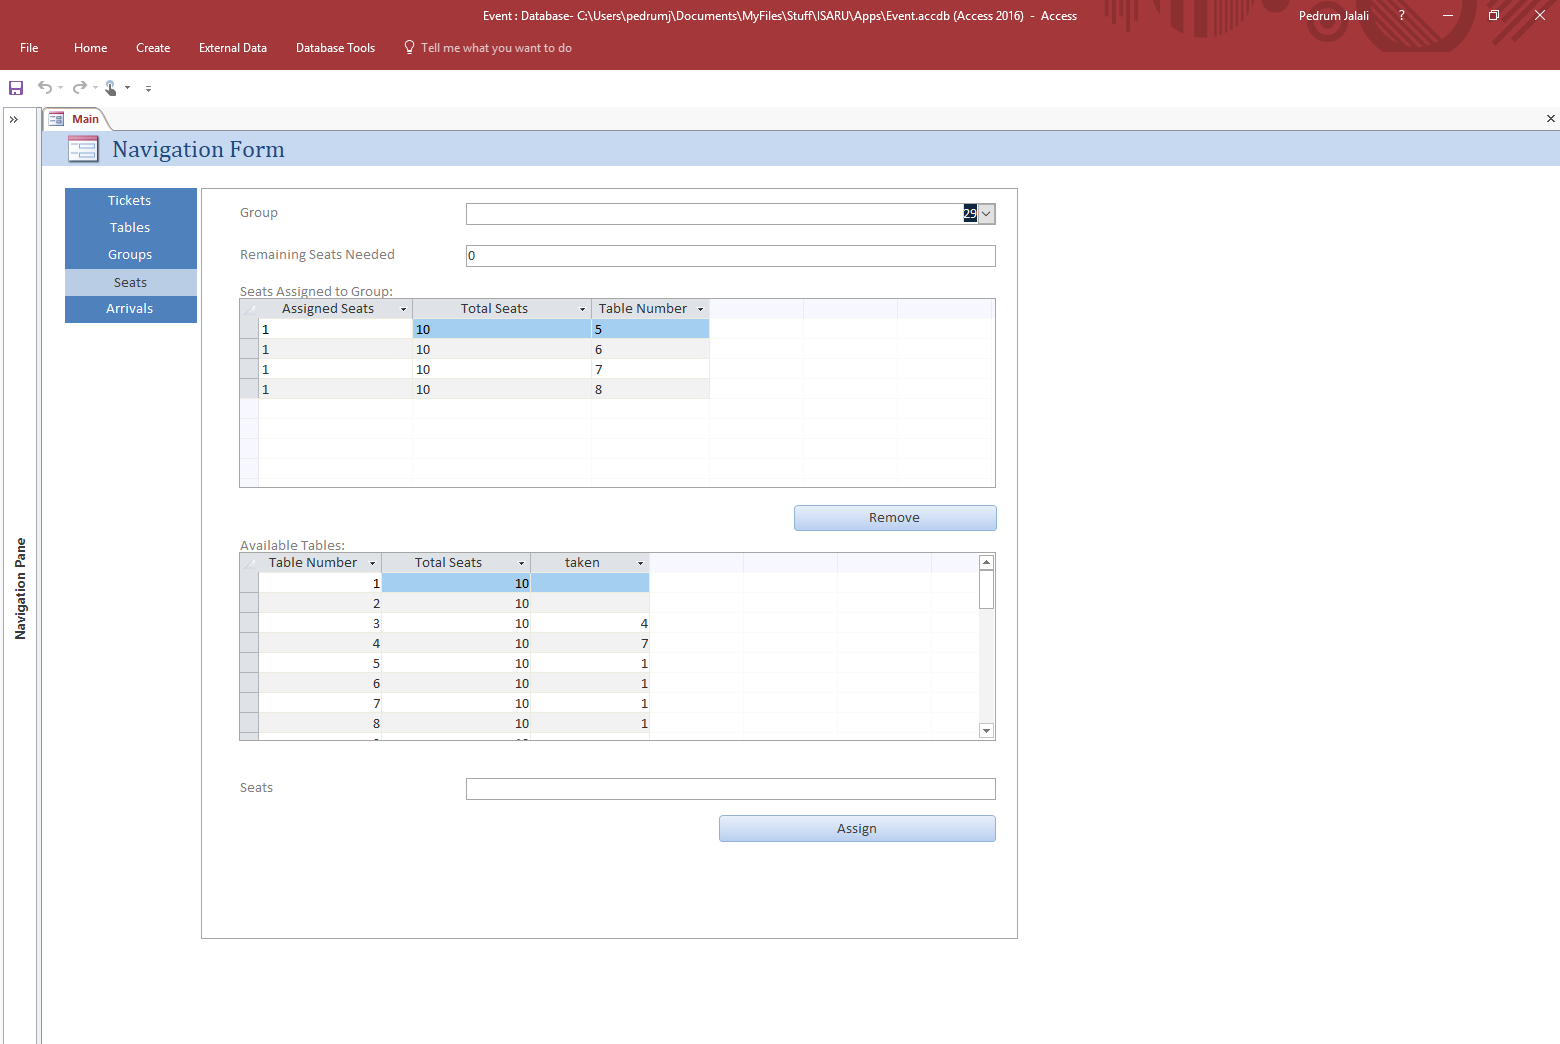 Event : Database- C:\Users\pedrumj\Documents\MyFiles\Stuff\ISARU\Apps\Event.accdb (Access 2016)  -  Access
Pedrum Jalali ?
File Home Create External Data Database Tools Tell me what you want to do
Main
Navigation Form
Navigation Pane
Tickets
Tables
Groups
Seats
Arrivals
Group 29
Remaining Seats Needed 0
Seats Assigned to Group:
Assigned Seats Total Seats Table Number
1 10 5
1 10 6
1 10 7
1 10 8
Remove
Available Tables:
Table Number Total Seats taken
1 10
2 10
3 10 4
4 10 7
5 10 1
6 10 1
7 10 1
8 10 1
Seats
Assign